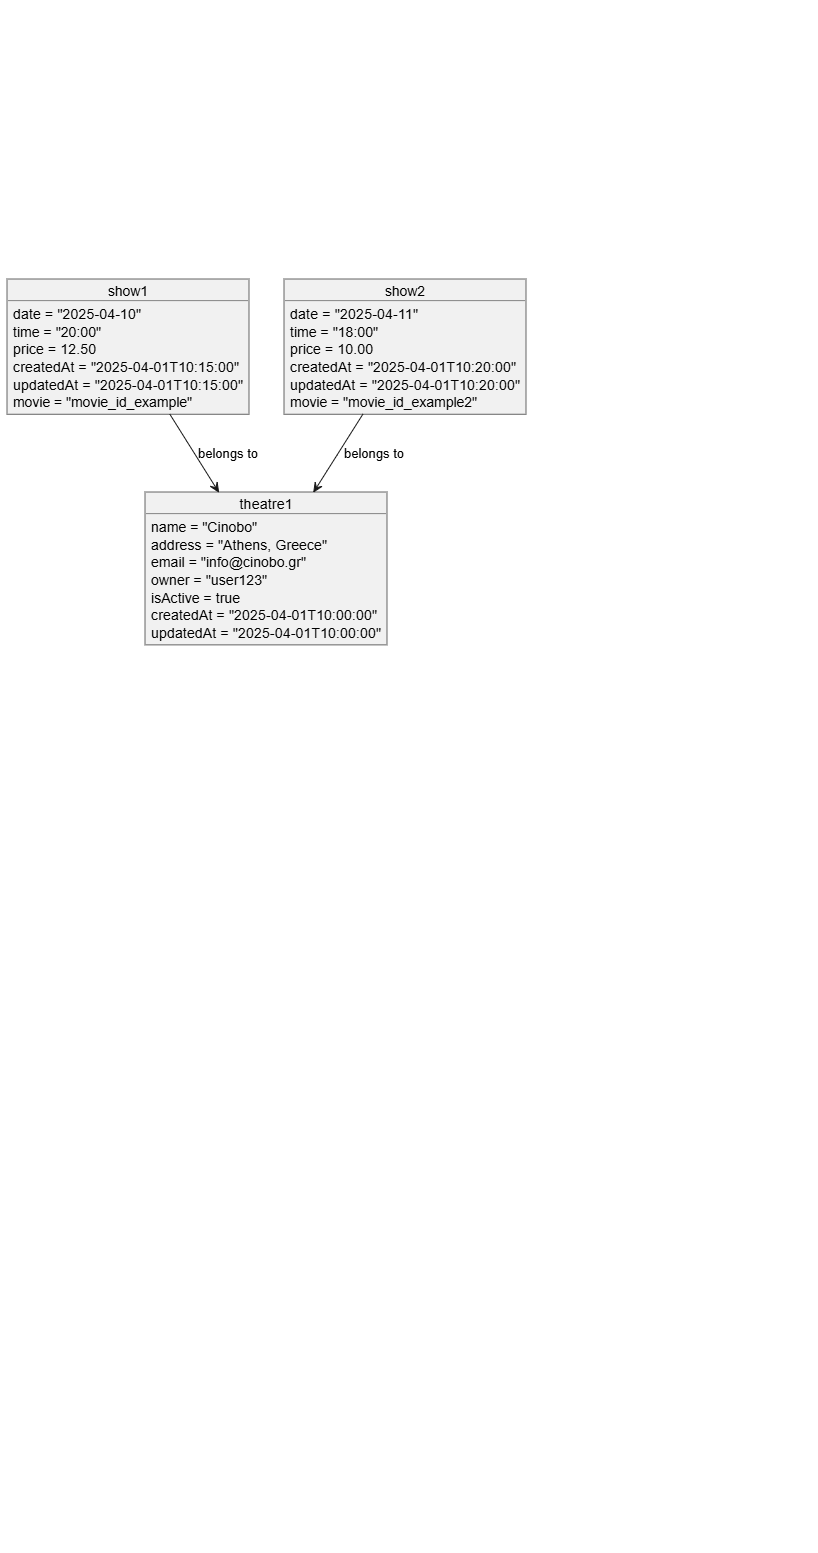 show1
date = "2025-04-10"
time = "20:00"
price = 12.50
createdAt = "2025-04-01T10:15:00"
updatedAt = "2025-04-01T10:15:00"
movie = "movie_id_example"
show2
date = "2025-04-11"
time = "18:00"
price = 10.00
createdAt = "2025-04-01T10:20:00"
updatedAt = "2025-04-01T10:20:00"
movie = "movie_id_example2"
belongs to
belongs to
theatre1
name = "Cinobo"
address = "Athens, Greece"
email = "info@cinobo.gr"
owner = "user123"
isActive = true
createdAt = "2025-04-01T10:00:00"
updatedAt = "2025-04-01T10:00:00"